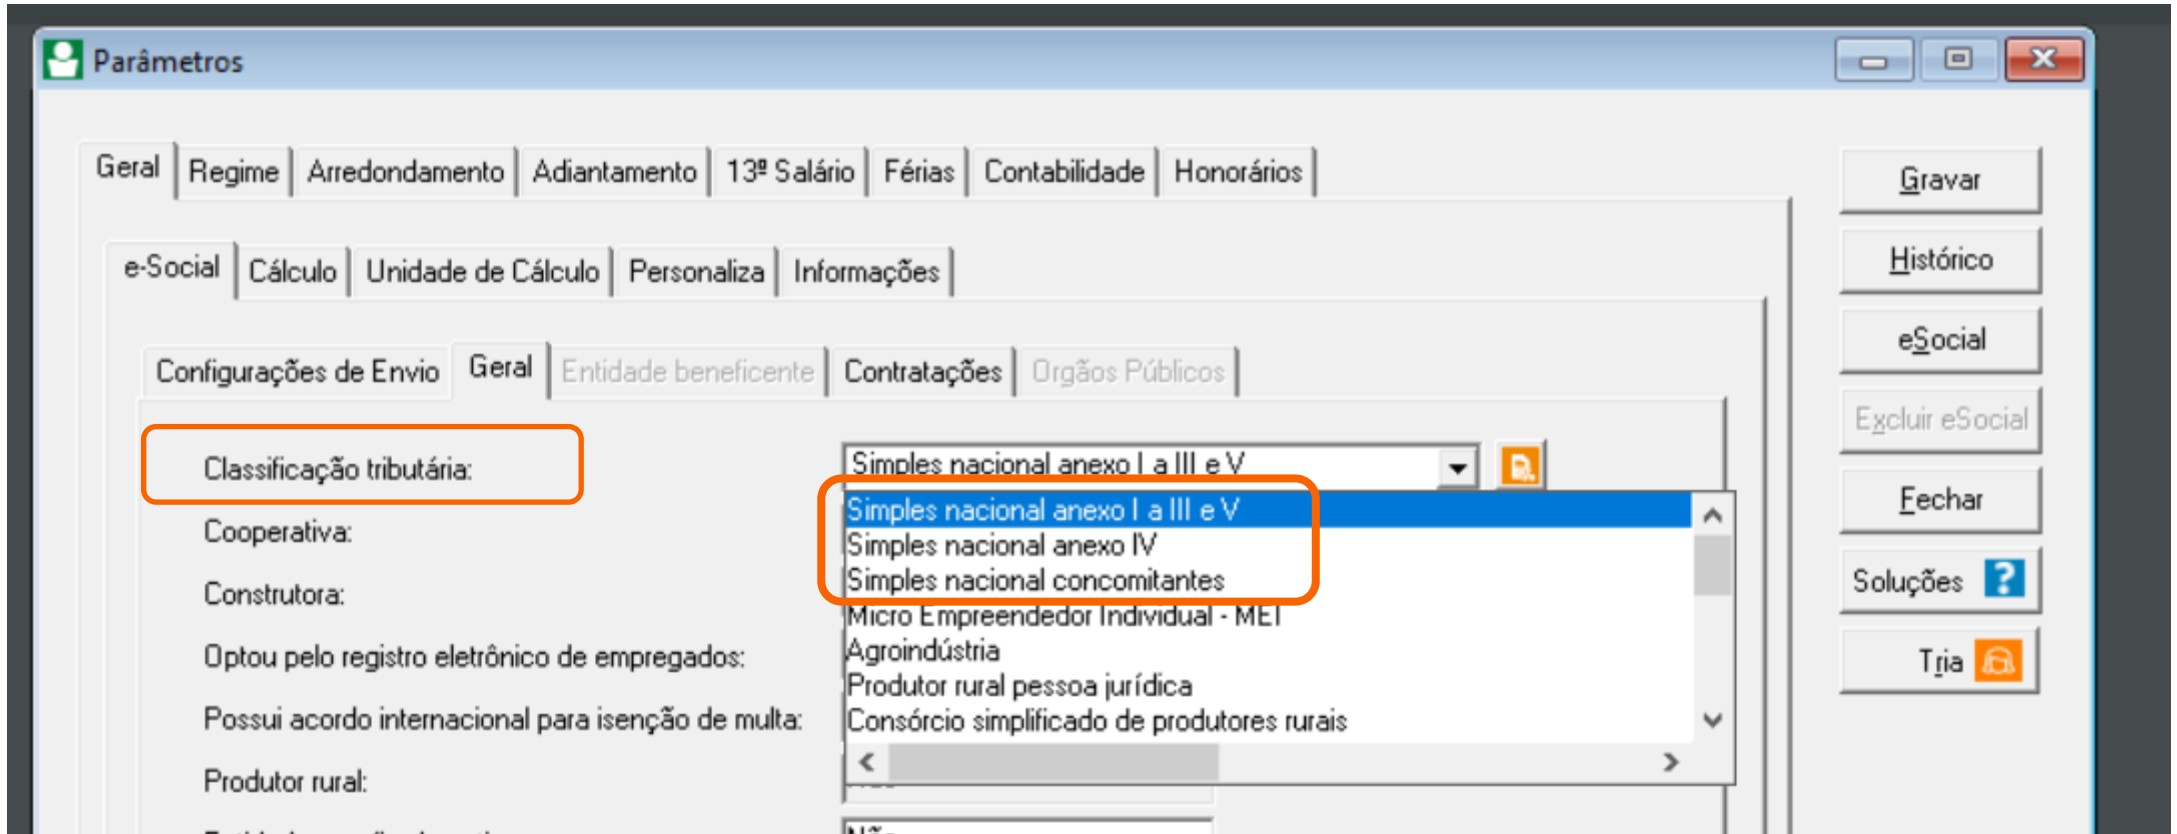 Parâmetros
Geral Regime Arredondamento Adiantamento 13º Salário Férias Contabilidade Honorários
Gravar
e-Social Cálculo Unidade de Cálculo Personaliza Informações
Histórico
eSocial
Configurações de Envio Geral Entidade beneficente Contratações Orgãos Públicos
Excluir eSocial
Classificação tributária: Simples nacional anexo I a III e V
Simples nacional anexo I a III e V
Fechar
Cooperativa:
Simples nacional anexo IV
Simples nacional concomitantes
Soluções ?
Construtora:
Micro Empreendedor Individual - MEI
Optou pelo registro eletrônico de empregados:
Agroindústria
Tria
Produtor rural pessoa jurídica
Possui acordo internacional para isenção de multa:
Consórcio simplificado de produtores rurais
Produtor rural: